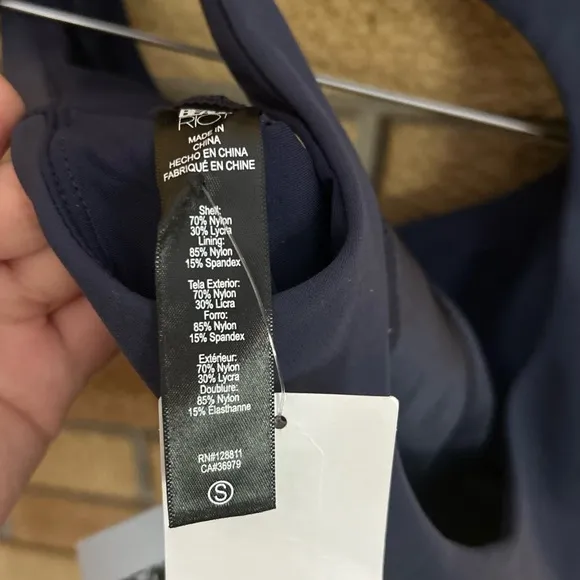 RIOT
MADE IN
CHINA
HECHO EN CHINA
FABRIQUÉ EN CHINE
Shell:
70% Nylon
30% Lycra
Lining:
85% Nylon
15% Spandex
Tela Exterior:
70% Nylon
30% Licra
Forro:
85% Nylon
15% Spandex
Extérieur:
70% Nylon
30% Lycra
Doublure:
85% Nylon
15% Élasthanne
RN#128811
CA#36979
S